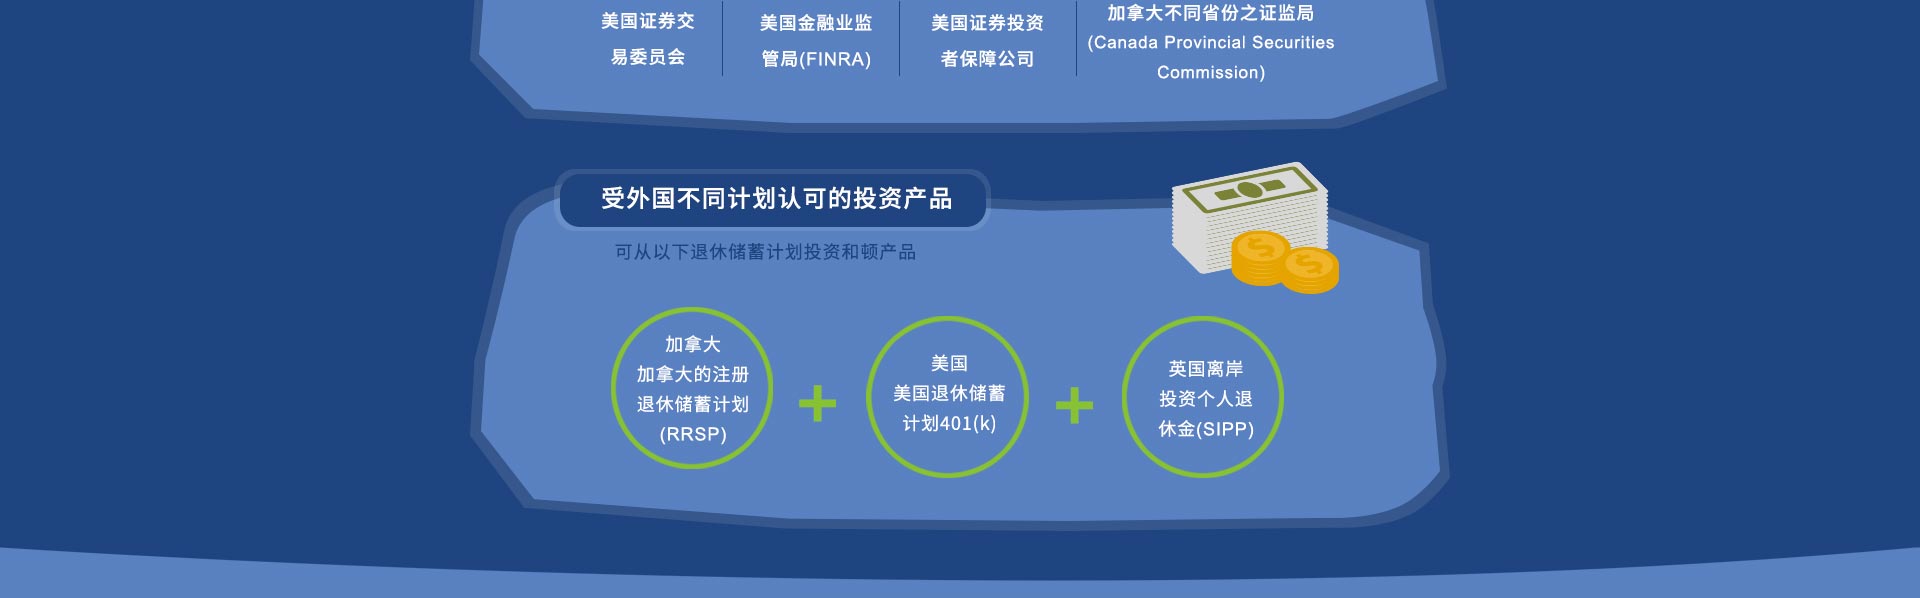 美国证券交
易委员会
美国金融业监
管局(FINRA)
美国证券投资
者保障公司
加拿大不同省份之证监局
(Canada Provincial Securities
Commission)
受外国不同计划认可的投资产品
可从以下退休储蓄计划投资和顿产品
加拿大
加拿大的注册
退休储蓄计划
(RRSP)
+
美国
美国退休储蓄
计划401(k)
+
英国离岸
投资个人退
休金(SIPP)